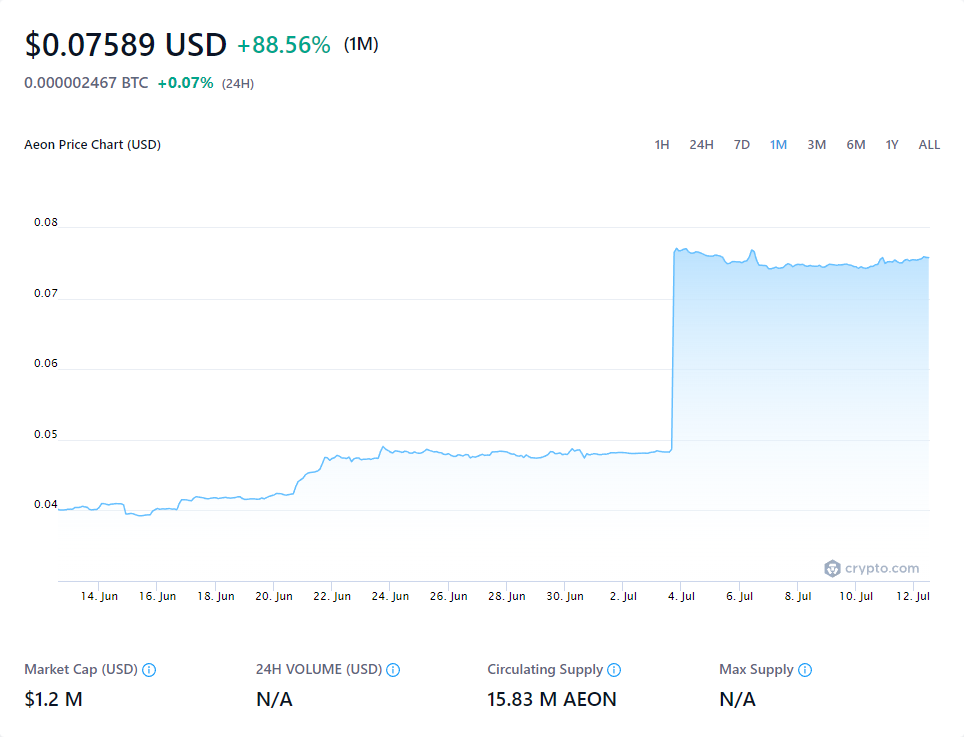 $0.07589 USD +88.56% (1M)
0.000002467 BTC +0.07% (24H)
Aeon Price Chart (USD) 1H 24H 7D 1M 3M 6M 1Y ALL
0.08
0.07
0.06
0.05
0.04
crypto.com
14. Jun 16. Jun 18. Jun 20. Jun 22. Jun 24. Jun 26. Jun 28. Jun 30. Jun 2. Jul 4. Jul 6. Jul 8. Jul 10. Jul 12. Jul
Market Cap (USD) 24H VOLUME (USD) Circulating Supply Max Supply
$1.2 M N/A 15.83 M AEON N/A